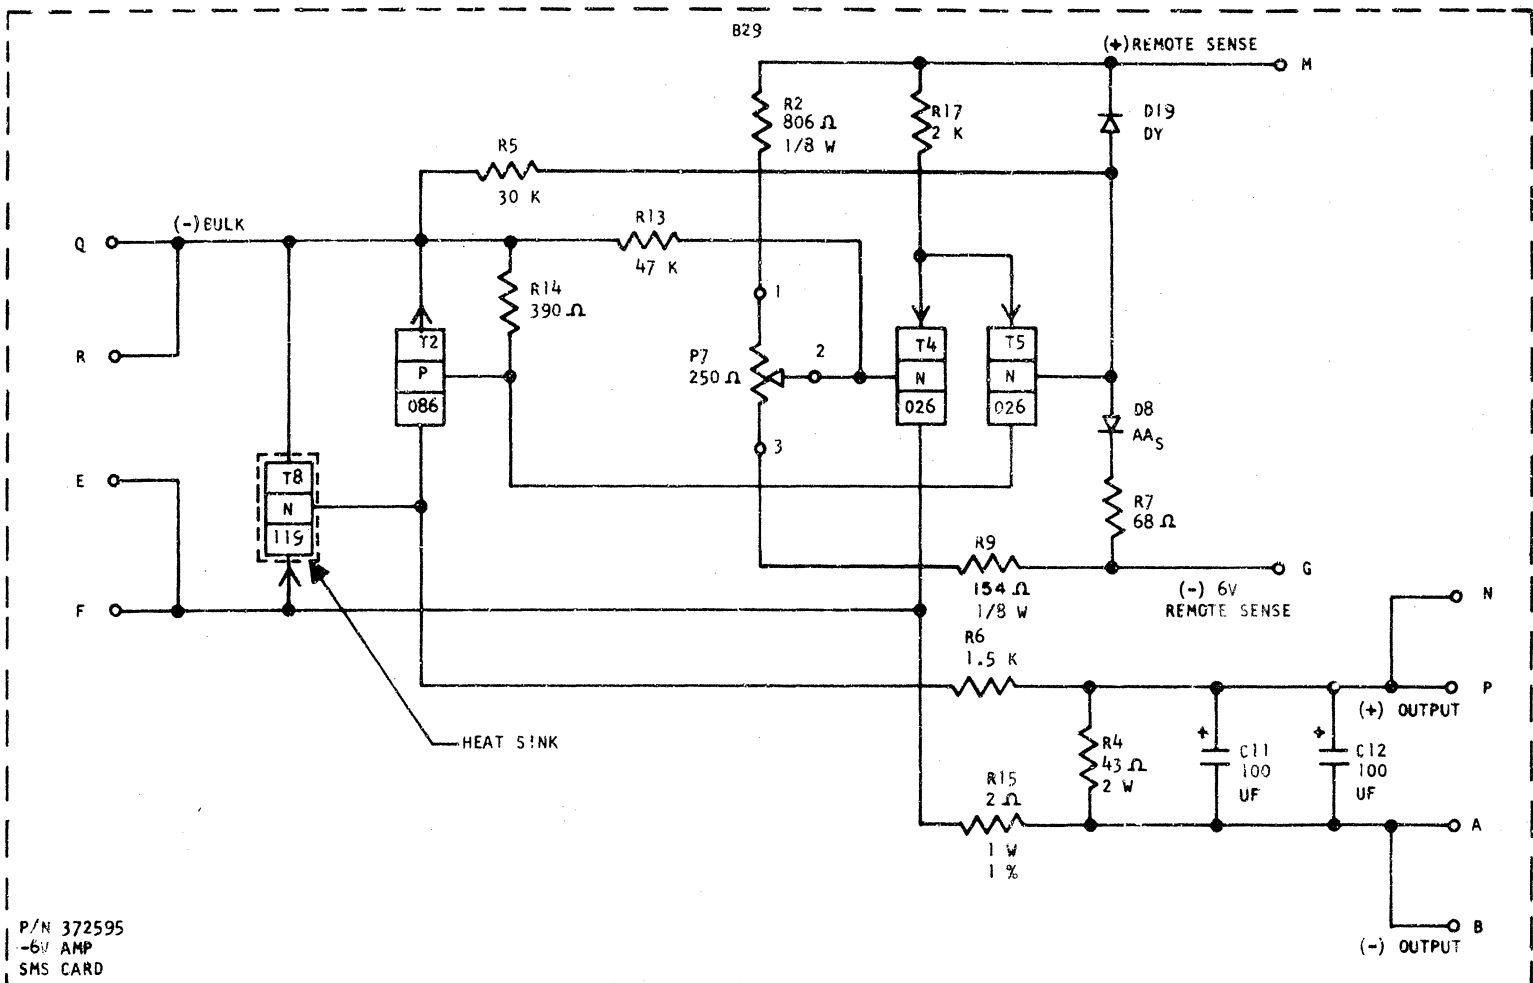 B29
(+)REMOTE SENSE
M
R2
806 Ω
1/8 W
R17
2 K
D19
DY
R5
30 K
(-)BULK
Q
R13
47 K
R14
390 Ω
1
R
T2
P
086
P7
250 Ω
2
T4
N
026
T5
N
026
D8
AAS
3
E
T8
N
119
R7
68 Ω
R9
154 Ω
1/8 W
G
(-) 6V
REMOTE SENSE
N
F
R6
1.5 K
P
(+) OUTPUT
HEAT SINK
R4
43 Ω
2 W
C11
100
UF
C12
100
UF
R15
2 Ω
1 W
1 %
A
B
(-) OUTPUT
P/N 372595
-6V AMP
SMS CARD